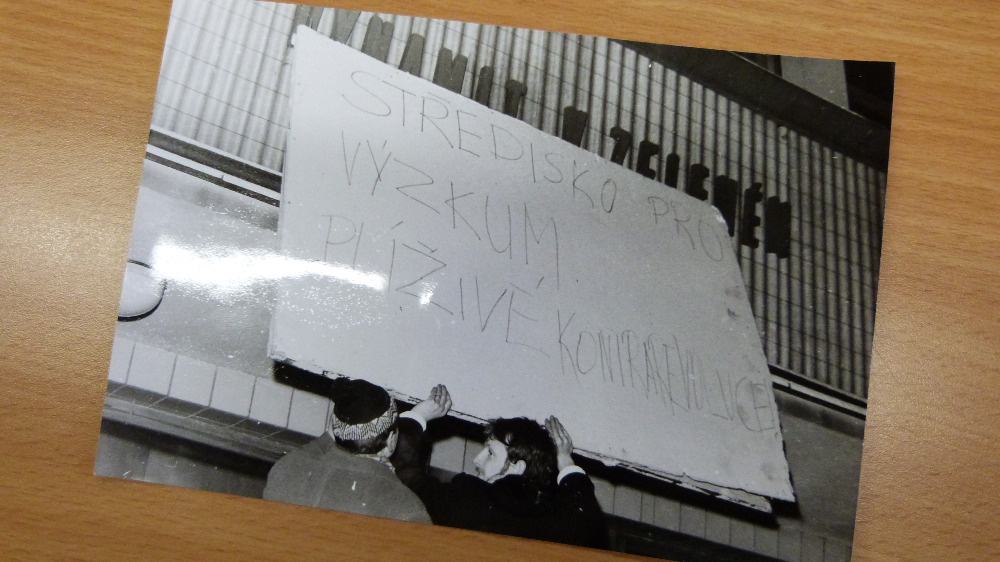 STREDISKO PRO
VÝZKUM
PLÍŽIVÉ KONTRAREVOLUCE